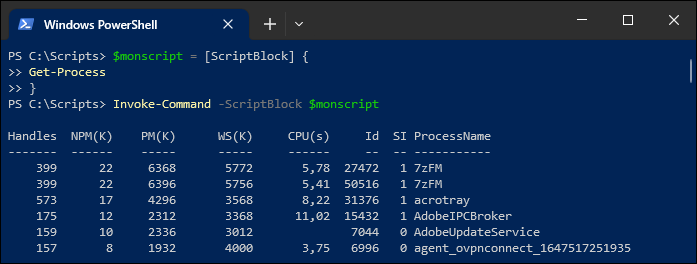 Windows PowerShell
PS C:\Scripts> $monscript = [ScriptBlock] {
>> Get-Process
>> }
PS C:\Scripts> Invoke-Command -ScriptBlock $monscript
Handles  NPM(K)    PM(K)      WS(K)     CPU(s)     Id  SI ProcessName
-------  ------    -----      -----     ------     --  -- -----------
    399      22     6368       5772       5,78  27472   1 7zFM
    399      22     6396       5756       5,41  50516   1 7zFM
    573      17     4296       3568       8,22  31376   1 acrotray
    175      12     2312       3368      11,02  15432   1 AdobeIPCBroker
    159      10     2336       3012              7044   0 AdobeUpdateService
    157       8     1932       4000       3,75   6996   0 agent_ovpnconnect_1647517251935